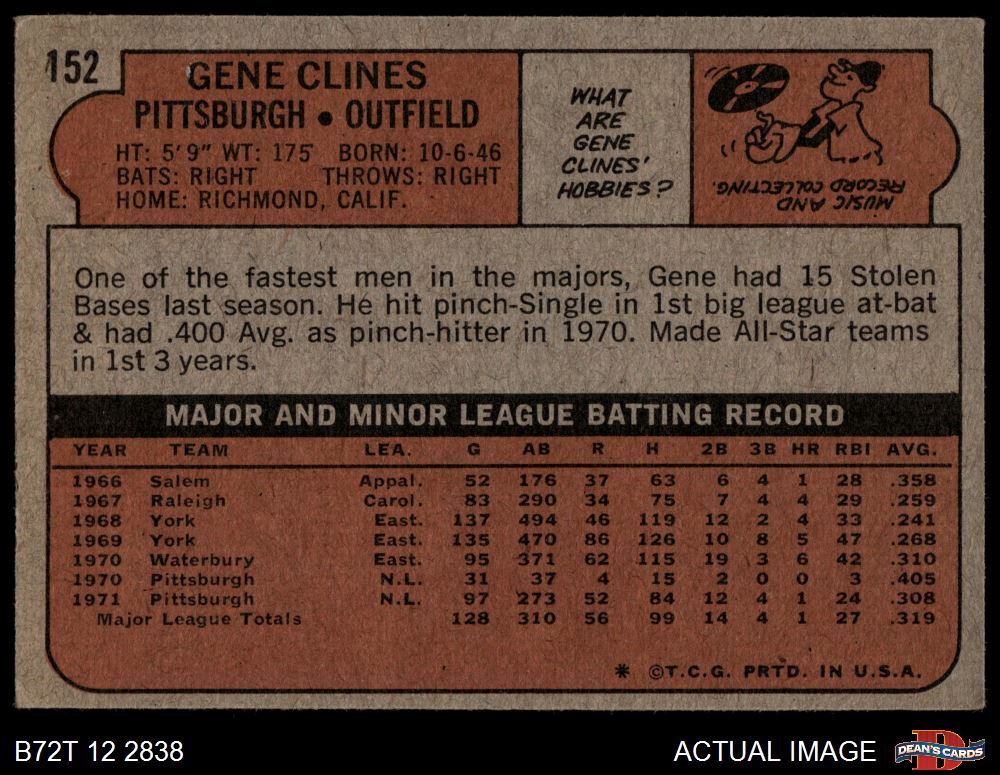 152
GENE CLINES
PITTSBURGH • OUTFIELD
HT: 5'9" WT: 175 BORN: 10-6-46
BATS: RIGHT THROWS: RIGHT
HOME: RICHMOND, CALIF.
WHAT
ARE
GENE
CLINES'
HOBBIES?
MUSIC AND
RECORD COLLECTING.
One of the fastest men in the majors, Gene had 15 Stolen
Bases last season. He hit pinch-Single in 1st big league at-bat
& had .400 Avg. as pinch-hitter in 1970. Made All-Star teams
in 1st 3 years.
MAJOR AND MINOR LEAGUE BATTING RECORD
YEAR TEAM LEA. G AB R H 2B 3B HR RBI AVG.
1966 Salem Appal. 52 176 37 63 6 4 1 28 .358
1967 Raleigh Carol. 83 290 34 75 7 4 4 29 .259
1968 York East. 137 494 46 119 12 2 4 33 .241
1969 York East. 135 470 86 126 10 8 5 47 .268
1970 Waterbury East. 95 371 62 115 19 3 6 42 .310
1970 Pittsburgh N.L. 31 37 4 15 2 0 0 3 .405
1971 Pittsburgh N.L. 97 273 52 84 12 4 1 24 .308
Major League Totals 128 310 56 99 14 4 1 27 .319
* ©T.C.G. PRTD. IN U.S.A.
B72T 12 2838
ACTUAL IMAGE
DEAN'S CARDS